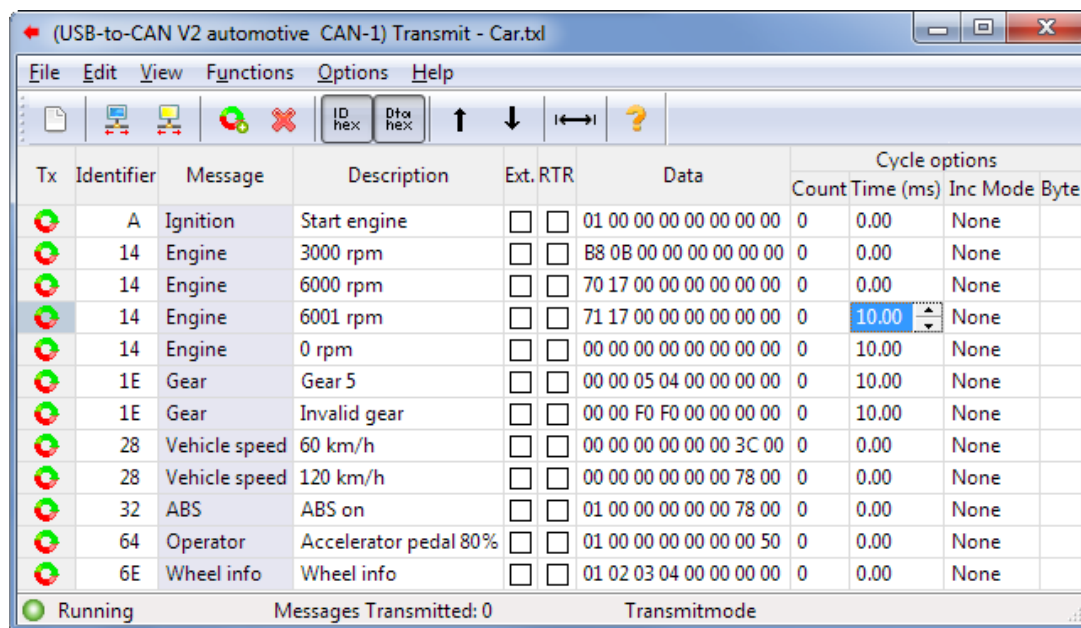 (USB-to-CAN V2 automotive CAN-1) Transmit - Car.txl
File Edit View Functions Options Help
ID hex Dta hex
Cycle options
Tx Identifier Message Description Ext. RTR Data Count Time (ms) Inc Mode Byte
A Ignition Start engine 01 00 00 00 00 00 00 00 0 0.00 None
14 Engine 3000 rpm B8 0B 00 00 00 00 00 00 0 0.00 None
14 Engine 6000 rpm 70 17 00 00 00 00 00 00 0 0.00 None
14 Engine 6001 rpm 71 17 00 00 00 00 00 00 0 10.00 None
14 Engine 0 rpm 00 00 00 00 00 00 00 00 0 10.00 None
1E Gear Gear 5 00 00 05 04 00 00 00 00 0 10.00 None
1E Gear Invalid gear 00 00 F0 F0 00 00 00 00 0 10.00 None
28 Vehicle speed 60 km/h 00 00 00 00 00 00 3C 00 0 0.00 None
28 Vehicle speed 120 km/h 00 00 00 00 00 00 78 00 0 0.00 None
32 ABS ABS on 01 00 00 00 00 00 78 00 0 0.00 None
64 Operator Accelerator pedal 80% 01 00 00 00 00 00 00 50 0 0.00 None
6E Wheel info Wheel info 01 02 03 04 00 00 00 00 0 0.00 None
Running Messages Transmitted: 0 Transmitmode